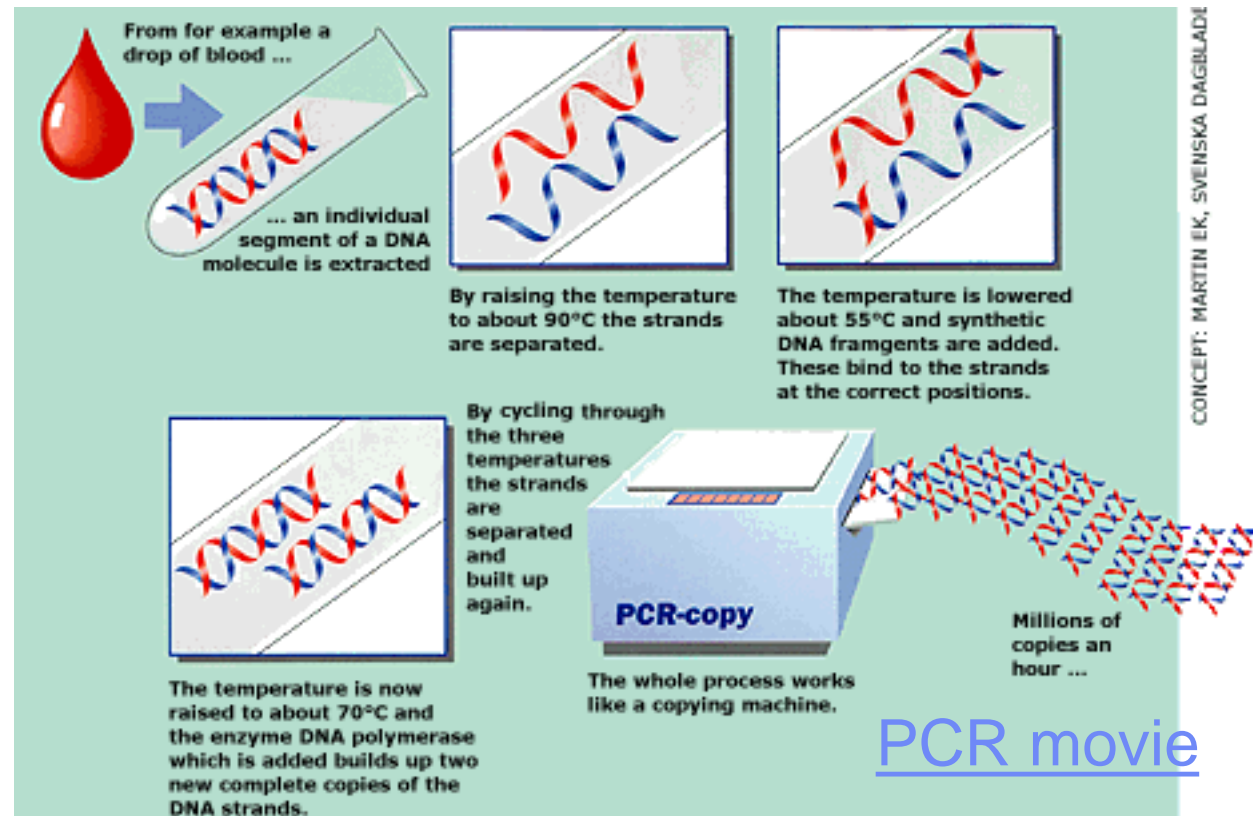 From for example a
drop of blood ...
... an individual
segment of a DNA
molecule is extracted
By raising the temperature
to about 90°C the strands
are separated.
The temperature is lowered
about 55°C and synthetic
DNA framgents are added.
These bind to the strands
at the correct positions.
CONCEPT: MARTIN EK, SVENSKA DAGBLADE
The temperature is now
raised to about 70°C and
the enzyme DNA polymerase
which is added builds up two
new complete copies of the
DNA strands.
By cycling through
the three
temperatures
the strands
are
separated
and
built up
again.
PCR-copy
The whole process works
like a copying machine.
Millions of
copies an
hour ...
PCR movie